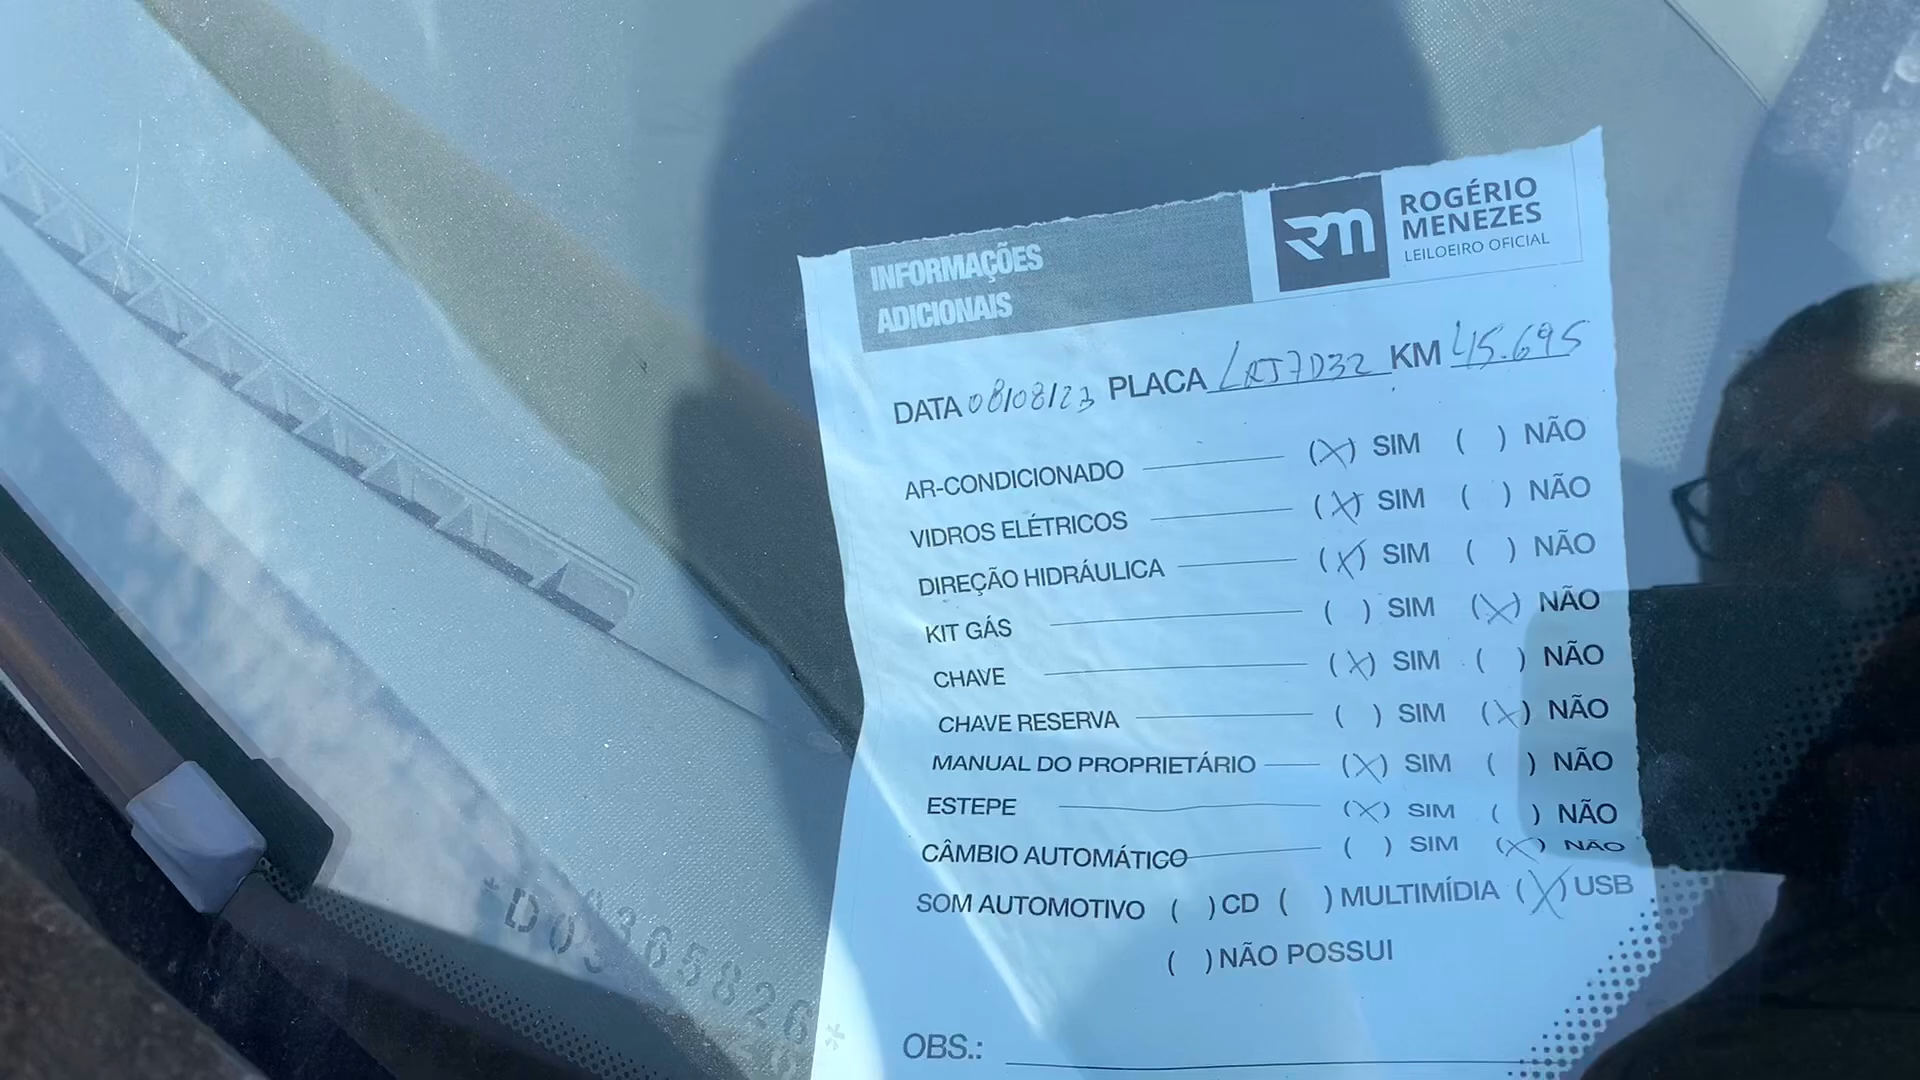 INFORMAÇÕES
ADICIONAIS
RM
ROGÉRIO
MENEZES
LEILOEIRO OFICIAL
DATA 08/08/23 PLACA LRJ7D32 KM 45.695
AR-CONDICIONADO (X) SIM ( ) NÃO
VIDROS ELÉTRICOS (X) SIM ( ) NÃO
DIREÇÃO HIDRÁULICA (X) SIM ( ) NÃO
KIT GÁS ( ) SIM (X) NÃO
CHAVE (X) SIM ( ) NÃO
CHAVE RESERVA ( ) SIM (X) NÃO
MANUAL DO PROPRIETÁRIO (X) SIM ( ) NÃO
ESTEPE (X) SIM ( ) NÃO
CÂMBIO AUTOMÁTICO ( ) SIM (X) NÃO
SOM AUTOMOTIVO ( ) CD ( ) MULTIMÍDIA (X) USB
( ) NÃO POSSUI
OBS.: